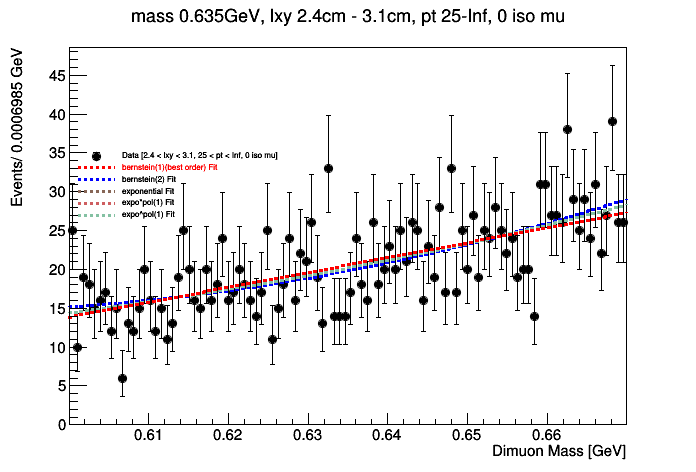 mass 0.635GeV, lxy 2.4cm - 3.1cm, pt 25-Inf, 0 iso mu
Events/ 0.0006985 GeV
45
40
35
30
25
20
15
10
5
0
Data [2.4 < lxy < 3.1, 25 < pt < Inf, 0 iso mu]
bernstein(1)(best order) Fit
bernstein(2) Fit
exponential Fit
expo*pol(1) Fit
expo*pol(1) Fit
0.61 0.62 0.63 0.64 0.65 0.66
Dimuon Mass [GeV]